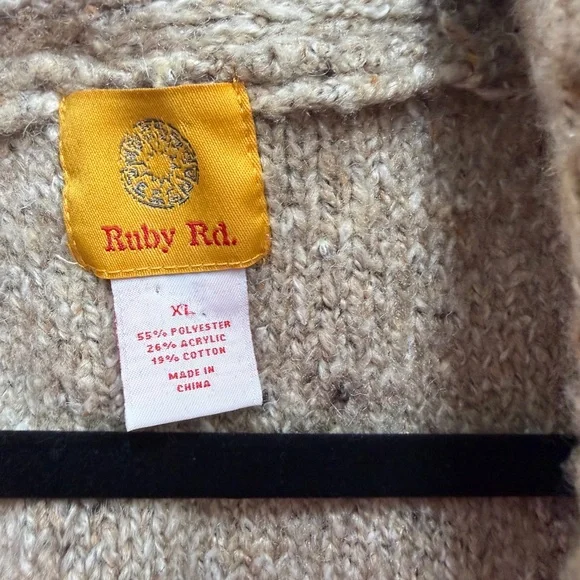 Ruby Rd.
XL
55% POLYESTER
26% ACRYLIC
19% COTTON
MADE IN
CHINA